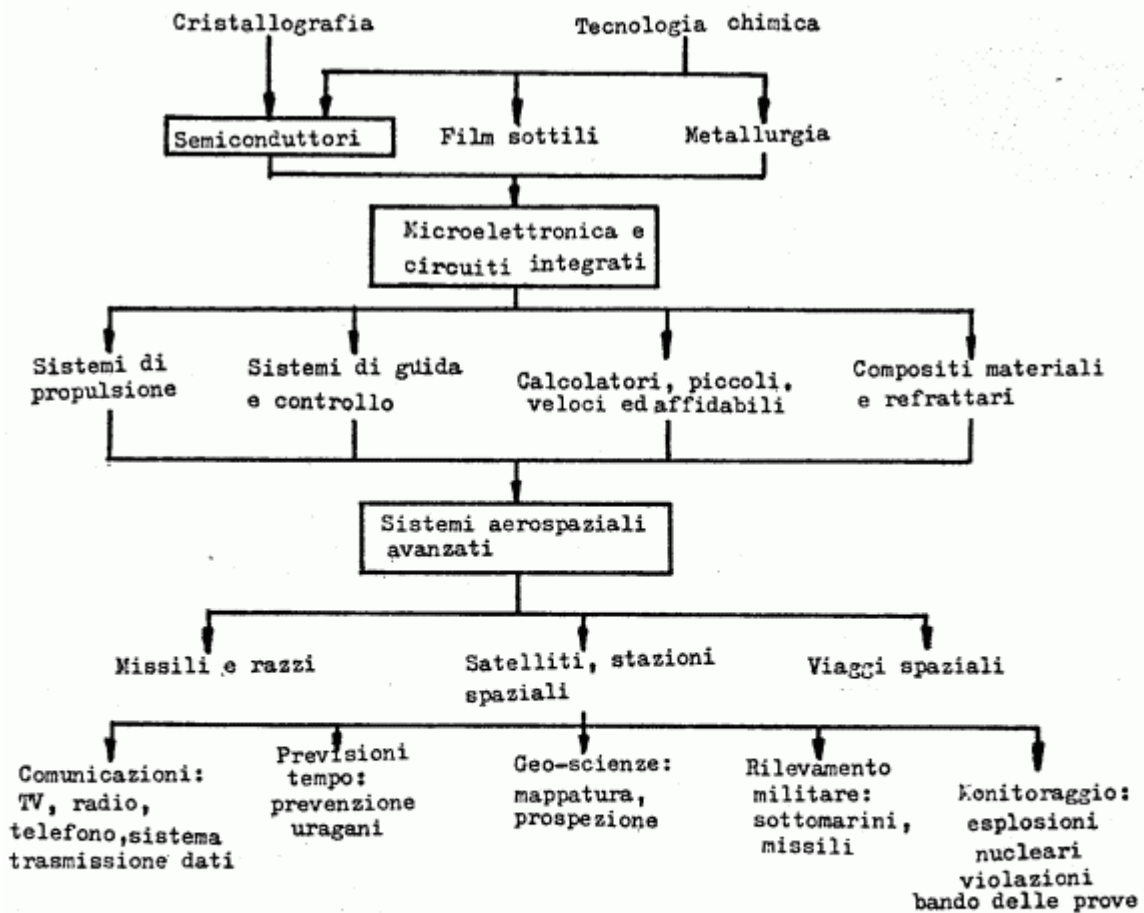 Cristallografia
Tecnologia chimica
Semiconduttori
Film sottili
Metallurgia
Microelettronica e
circuiti integrati
Sistemi di
propulsione
Sistemi di guida
e controllo
Calcolatori, piccoli,
veloci ed affidabili
Compositi materiali
e refrattari
Sistemi aerospaziali
avanzati
Missili e razzi
Satelliti, stazioni
spaziali
Viaggi spaziali
Comunicazioni:
TV, radio,
telefono, sistema
trasmissione dati
Previsioni
tempo:
prevenzione
uragani
Geo-scienze:
mappatura,
prospezione
Rilevamento
militare:
sottomarini,
missili
Monitoraggio:
esplosioni
nucleari
violazioni
bando delle prove